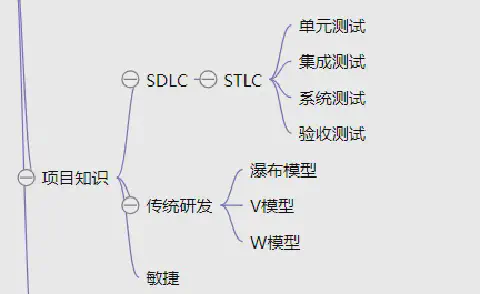 单元测试
集成测试
SDLC
STLC
系统测试
验收测试
瀑布模型
项目知识
传统研发
V模型
W模型
敏捷